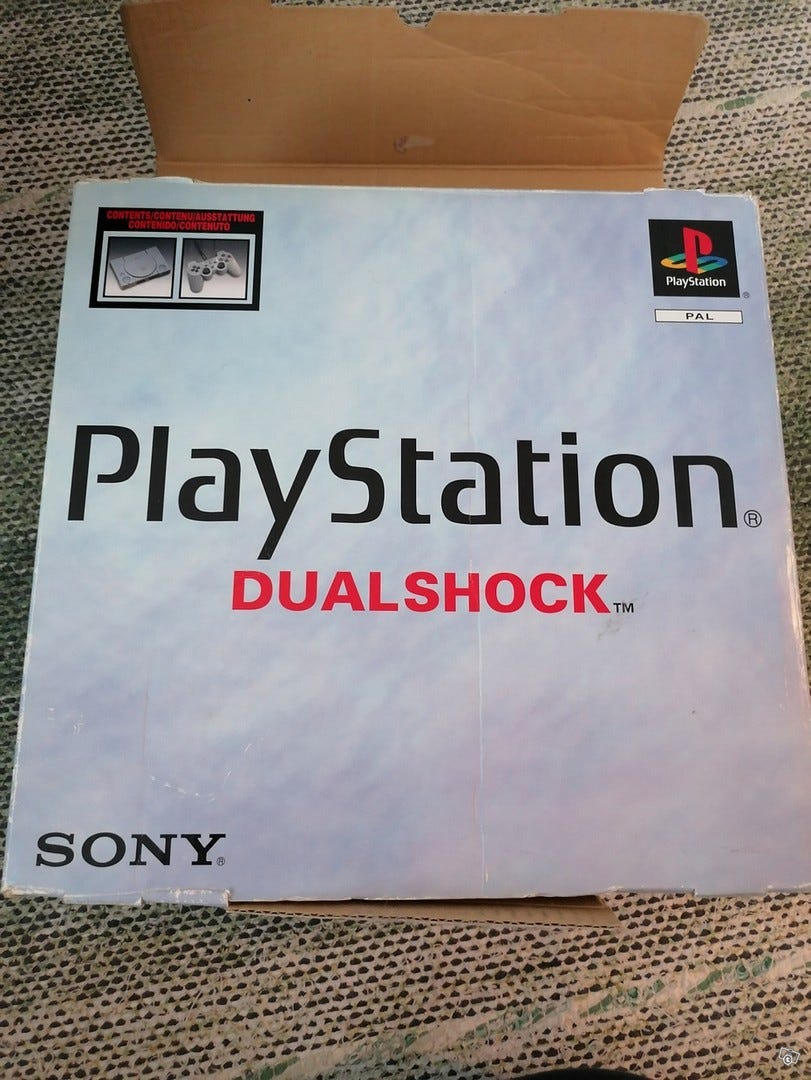 CONTENTS/CONTENU/AUSSTATTUNG
CONTENIDO/CONTENUTO
PlayStation®
PAL
PlayStation®
DUALSHOCK™
SONY®